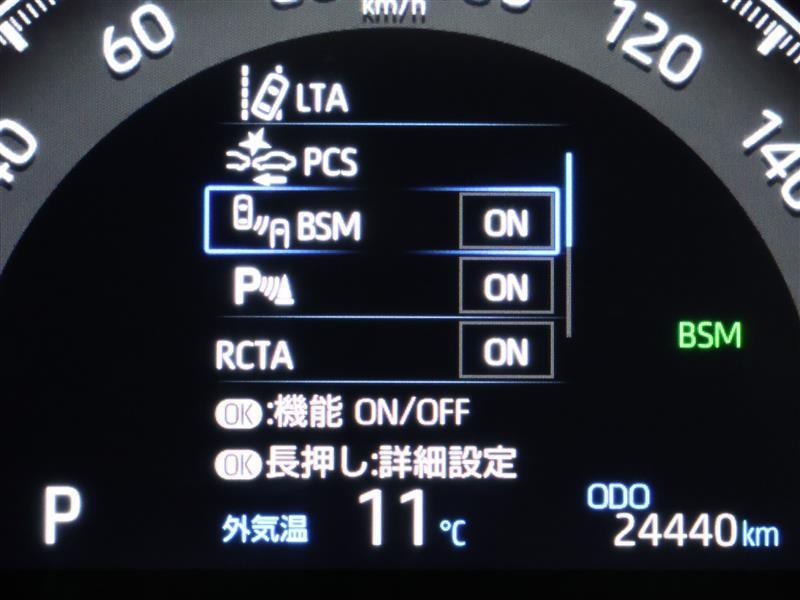 km/h
60
120
140
LTA
PCS
BSM ON
P ON
RCTA ON
BSM
OK:機能 ON/OFF
OK長押し:詳細設定
P
外気温 11℃
ODO
24440km